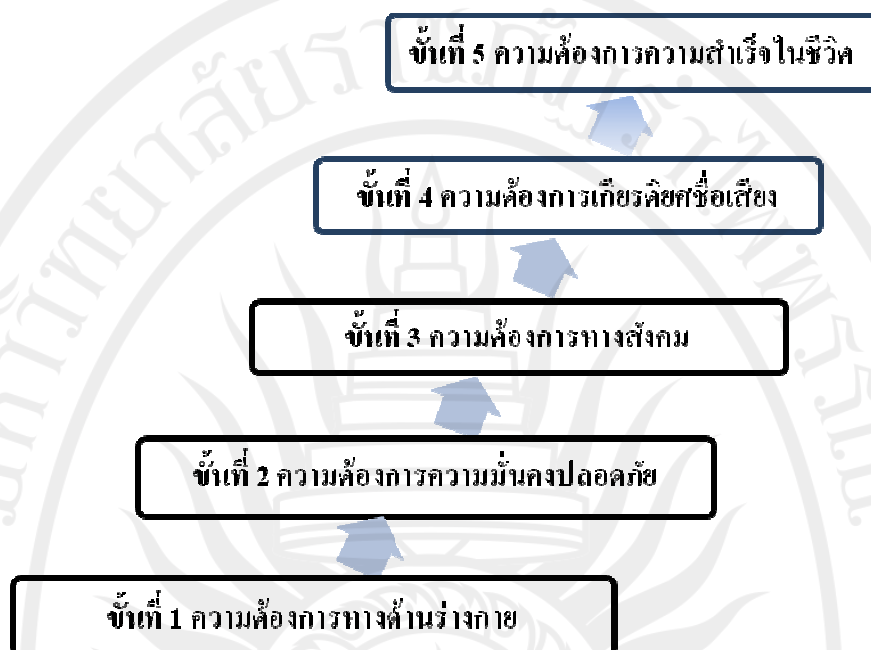 ขั้นที่ 5 ความต้องการความสำเร็จในชีวิต
ขั้นที่ 4 ความต้องการเกียรติยศชื่อเสียง
ขั้นที่ 3 ความต้องการทางสังคม
ขั้นที่ 2 ความต้องการความมั่นคงปลอดภัย
ขั้นที่ 1 ความต้องการทางด้านร่างกาย